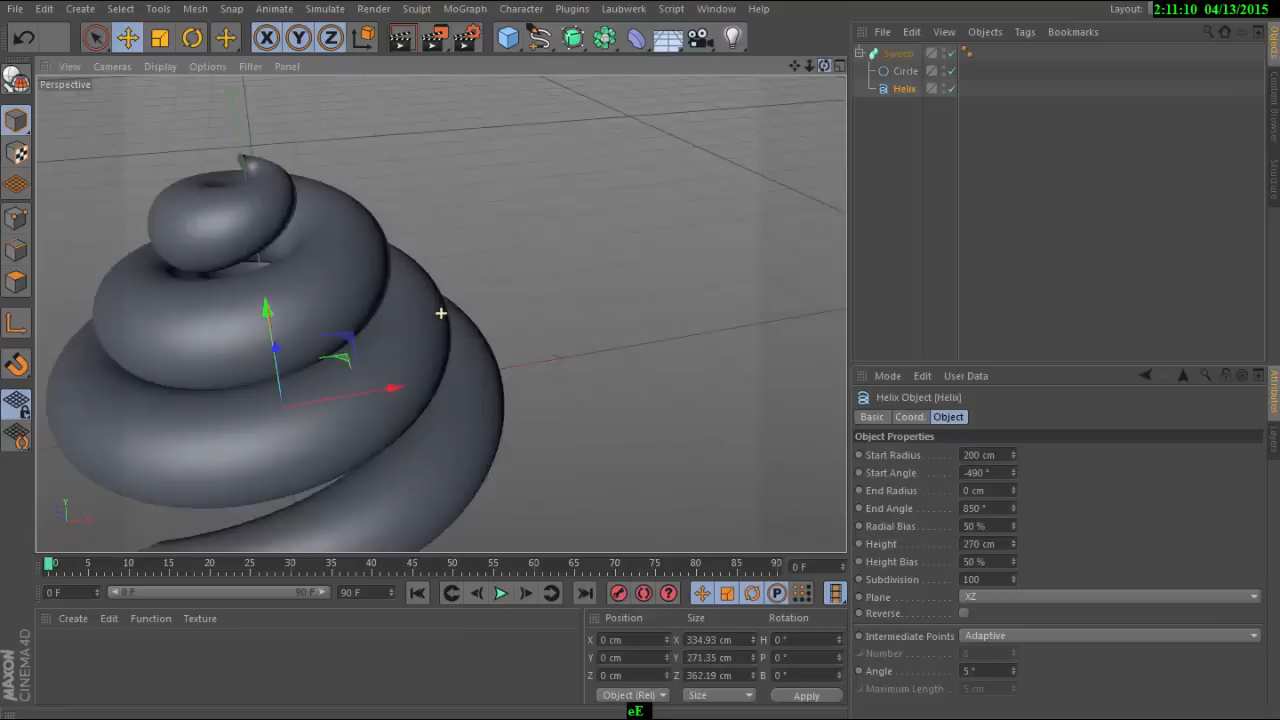 File Edit Create Select Tools Mesh Snap Animate Simulate Render Sculpt MoGraph Character Plugins Laubwerk Script Window Help Layout: 2:11:10 04/13/2015
File Edit View Objects Tags Bookmarks
View Cameras Display Options Filter Panel
Perspective
Sweep
Circle
Helix
Objects
Content Browser
Structure
Mode Edit User Data
Helix Object [Helix]
Basic Coord. Object
Object Properties
Start Radius 200 cm
Start Angle -490 °
End Radius 0 cm
End Angle 850 °
Radial Bias 50 %
Height 270 cm
Height Bias 50 %
Subdivision 100
Plane XZ
Reverse
Intermediate Points Adaptive
Number 8
Angle 5 °
Maximum Length 5 cm
Attributes
Layers
Y
X
0 5 10 15 20 25 30 35 40 45 50 55 60 65 70 75 80 85 90 0 F
0 F 0 F 90 F 90 F
Create Edit Function Texture
Position Size Rotation
X 0 cm X 334.93 cm H 0 °
Y 0 cm Y 271.35 cm P 0 °
Z 0 cm Z 362.19 cm B 0 °
Object (Rel) Size Apply
MAXON
CINEMA 4D
eE